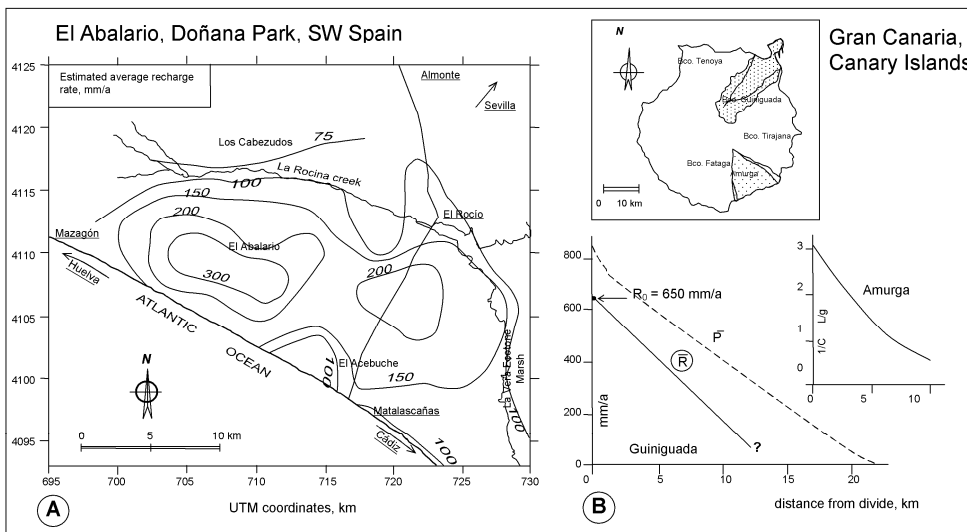 El Abalario, Doñana Park, SW Spain
Estimated average recharge
rate, mm/a
4125
4120
4115
4110
4105
4100
4095
Almonte
Sevilla
Los Cabezudos
75
La Rocina creek
100
150
200
El Rocío
Mazagón
El Abalario
300
200
Huelva
ATLANTIC
OCEAN
El Acebuche
100
150
Marsh
100
Matalascañas
100
Cádiz
N
0 5 10 km
695 700 705 710 715 720 725 730
UTM coordinates, km
A
Gran Canaria,
Canary Islands
N
Bco. Tenoya
Bco. Guiniguada
Bco. Tirajana
Bco. Fataga
Amurga
0 10 km
800
600
400
200
0
mm/a
R0 = 650 mm/a
P̅
R̅
?
Guiniguada
0 5 10 15 20
distance from divide, km
3
2
1
0
1/C L/g
Amurga
0 5 10
B